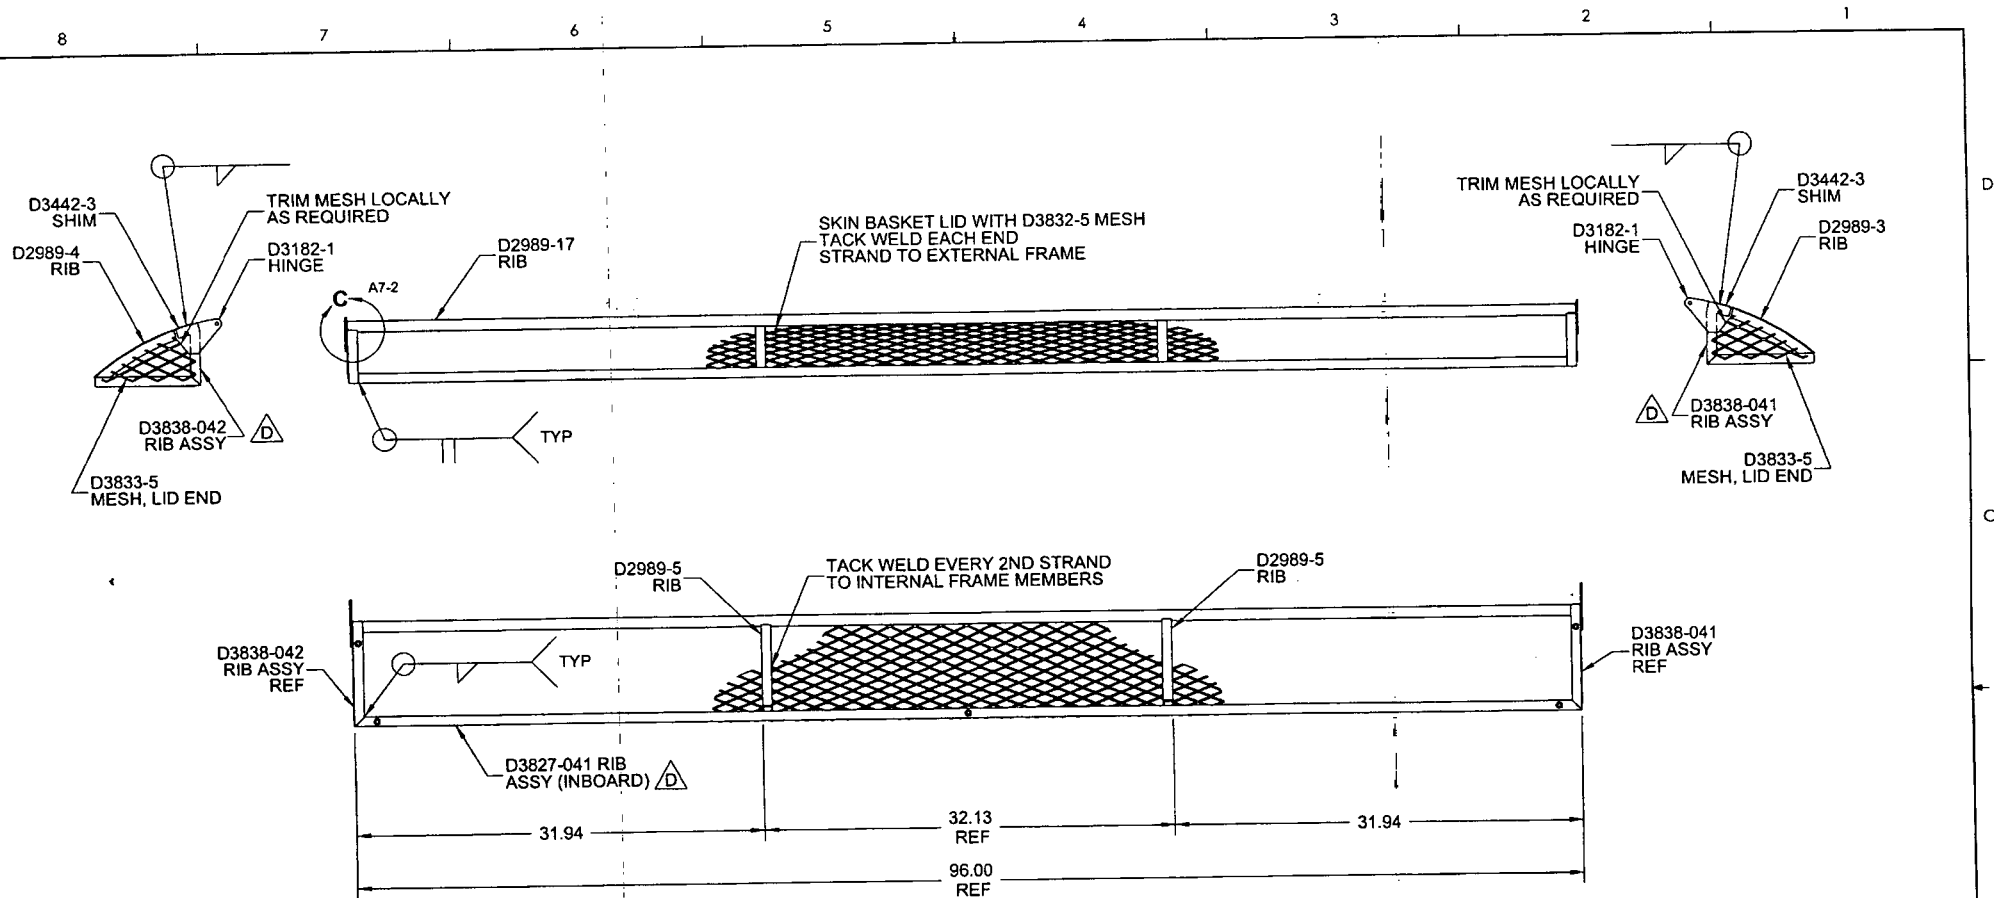 8 7 6 5 4 3 2 1
D
C
D3442-3
SHIM
D2989-4
RIB
TRIM MESH LOCALLY
AS REQUIRED
D3182-1
HINGE
D3838-042
RIB ASSY
D
D3833-5
MESH, LID END
C
A7-2
D2989-17
RIB
SKIN BASKET LID WITH D3832-5 MESH
TACK WELD EACH END
STRAND TO EXTERNAL FRAME
TYP
TRIM MESH LOCALLY
AS REQUIRED
D3182-1
HINGE
D3442-3
SHIM
D2989-3
RIB
D
D3838-041
RIB ASSY
D3833-5
MESH, LID END
D2989-5
RIB
TACK WELD EVERY 2ND STRAND
TO INTERNAL FRAME MEMBERS
D2989-5
RIB
D3838-042
RIB ASSY
REF
TYP
D3838-041
RIB ASSY
REF
D3827-041 RIB
ASSY (INBOARD)
D
31.94
32.13
REF
31.94
96.00
REF